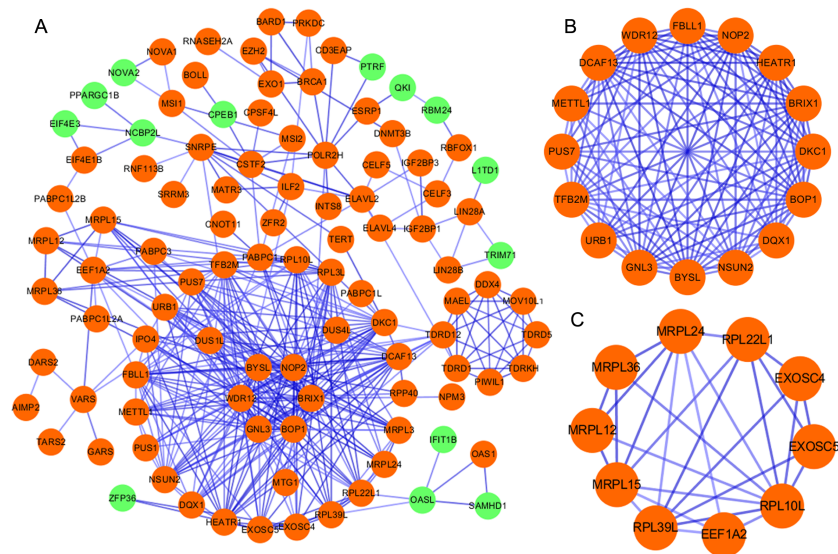 A
BARD1
PRKDC
NOVA1
RNASEH2A
EZH2
CD3EAP
PTRF
NOVA2
BOLL
EXO1
BRCA1
QKI
PPARGC1B
MSI1
CPEB1
CPSF4L
ESRP1
RBM24
EIF4E3
NCBP2L
MSI2
DNMT3B
SNRPE
POLR2H
RBFOX1
EIF4E1B
RNF113B
CSTF2
CELF5
IGF2BP3
L1TD1
SRRM3
MATR3
ILF2
CELF3
PABPC1L2B
INTS8
ELAVL2
LIN28A
MRPL15
CNOT11
ZFR2
ELAVL4
IGF2BP1
MRPL12
PABPC3
TERT
TRIM71
EEF1A2
TFB2M
PABPC1
RPL10L
RPL3L
LIN28B
MRPL36
PUS7
PABPC1L
DDX4
URB1
MAEL
MOV10L1
PABPC1L2A
DKC1
IPO4
DUS1L
DUS4L
TDRD12
TDRD5
DARS2
DCAF13
FBLL1
BYSL
NOP2
TDRD1
TDRKH
PIWIL1
VARS
WDR12
BRIX1
RPP40
NPM3
AIMP2
METTL1
GNL3
BOP1
MRPL3
IFIT1B
TARS2
GARS
PUS1
OAS1
NSUN2
MTG1
MRPL24
RPL22L1
ZFP36
DQX1
OASL
SAMHD1
HEATR1
EXOSC5
EXOSC4
RPL39L
B
FBLL1
WDR12
NOP2
DCAF13
HEATR1
METTL1
BRIX1
PUS7
DKC1
TFB2M
BOP1
URB1
DQX1
GNL3
NSUN2
BYSL
C
MRPL24
RPL22L1
MRPL36
EXOSC4
MRPL12
EXOSC5
MRPL15
RPL10L
RPL39L
EEF1A2